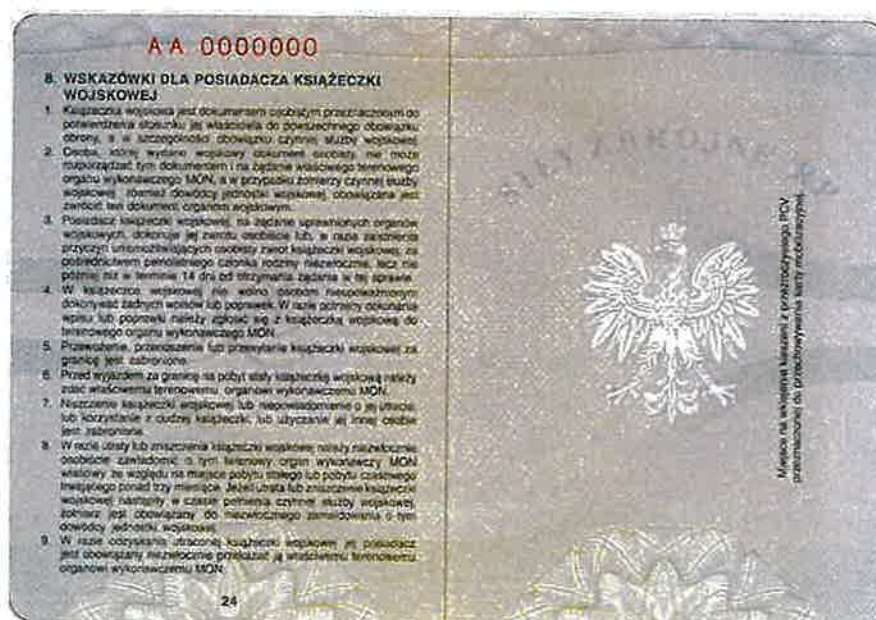 AA 0000000
8. WSKAZÓWKI DLA POSIADACZA KSIĄŻECZKI
WOJSKOWEJ
1. Książeczka wojskowa jest dokumentem osobistym przeznaczonym do
potwierdzenia stosunku jej właściciela do powszechnego obowiązku
obrony, a w szczególności obowiązku czynnej służby wojskowej.
2. Osoba, której wydano wojskowy dokument osobisty, nie może
rozporządzać tym dokumentem i na żądanie właściwego terenowego
organu wykonawczego MON, a w przypadku żołnierzy czynnej służby
wojskowej, również dowódcy jednostki wojskowej, obowiązana jest
zwrócić ten dokument organom wojskowym.
3. Posiadacz książeczki wojskowej, na żądanie uprawnionych organów
wojskowych, dokonuje jej zwrotu osobiście lub, w razie zaistnienia
przyczyn uniemożliwiających osobisty zwrot książeczki wojskowej, za
pośrednictwem pełnoletniego członka rodziny niezwłocznie, lecz nie
później niż w terminie 14 dni od otrzymania żądania w tej sprawie.
4. W książeczce wojskowej nie wolno osobom nieupoważnionym
dokonywać żadnych wpisów lub poprawek. W razie potrzeby dokonania
wpisu lub poprawki należy zgłosić się z książeczką wojskową do
terenowego organu wykonawczego MON.
5. Przewożenie, przenoszenie lub przesyłanie książeczki wojskowej za
granicę jest zabronione.
6. Przed wyjazdem za granicę na pobyt stały książeczkę wojskową należy
zdać właściwemu terenowemu organowi wykonawczemu MON.
7. Niszczenie książeczki wojskowej lub niepowiadomienie o jej utracie,
lub korzystanie z cudzej książeczki, lub użyczanie jej innej osobie
jest zabronione.
8. W razie utraty lub zniszczenia książeczki wojskowej należy niezwłocznie
osobiście zawiadomić o tym terenowy organ wykonawczy MON
właściwy ze względu na miejsce pobytu stałego lub pobytu czasowego
trwającego ponad trzy miesiące. Jeżeli utrata lub zniszczenie książeczki
wojskowej nastąpiły w czasie pełnienia czynnej służby wojskowej,
żołnierz jest obowiązany do niezwłocznego zameldowania o tym
dowódcy jednostki wojskowej.
9. W razie odzyskania utraconej książeczki wojskowej jej posiadacz
jest obowiązany niezwłocznie przekazać ją właściwemu terenowemu
organowi wykonawczemu MON.
24
Miejsce na wklejenia kieszeni z przezroczystego PCV
przeznaczonej do przechowywania karty mobilizacyjnej